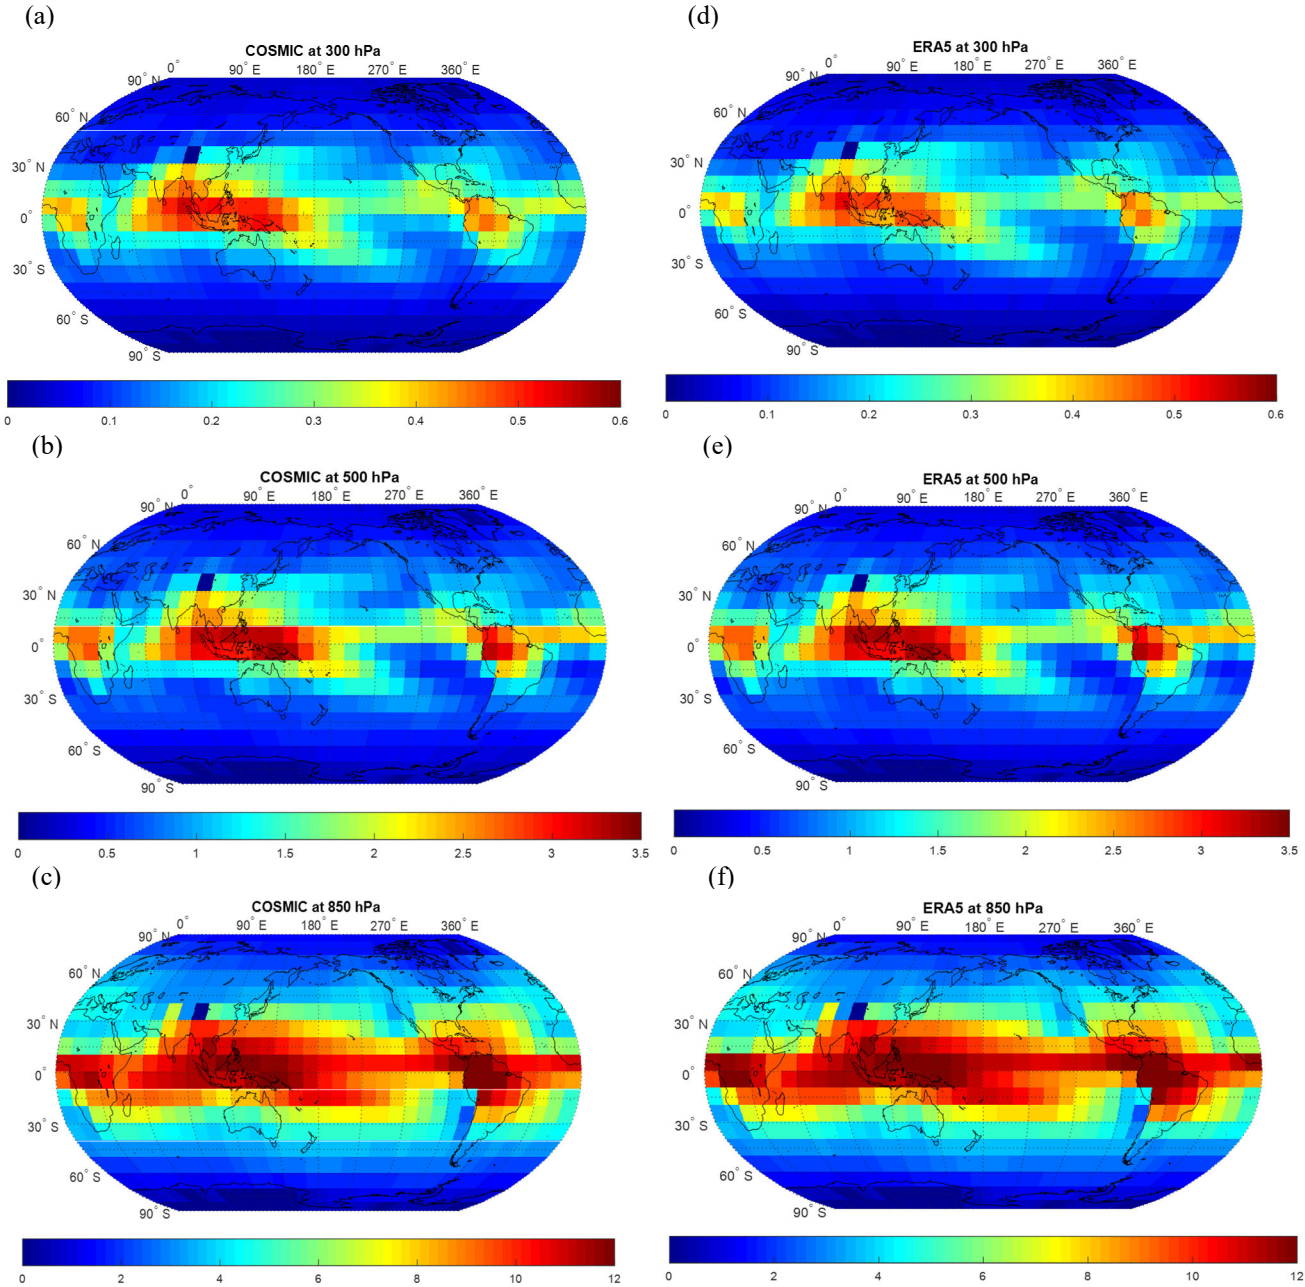 (a)
COSMIC at 300 hPa
0° 90° E 180° E 270° E 360° E
90° N
60° N
30° N
0°
30° S
60° S
90° S
0 0.1 0.2 0.3 0.4 0.5 0.6
(d)
ERA5 at 300 hPa
0° 90° E 180° E 270° E 360° E
90° N
60° N
30° N
0°
30° S
60° S
90° S
0 0.1 0.2 0.3 0.4 0.5 0.6
(b)
COSMIC at 500 hPa
0° 90° E 180° E 270° E 360° E
90° N
60° N
30° N
0°
30° S
60° S
90° S
0 0.5 1 1.5 2 2.5 3 3.5
(e)
ERA5 at 500 hPa
0° 90° E 180° E 270° E 360° E
90° N
60° N
30° N
0°
30° S
60° S
90° S
0 0.5 1 1.5 2 2.5 3 3.5
(c)
COSMIC at 850 hPa
0° 90° E 180° E 270° E 360° E
90° N
60° N
30° N
0°
30° S
60° S
90° S
0 2 4 6 8 10 12
(f)
ERA5 at 850 hPa
0° 90° E 180° E 270° E 360° E
90° N
60° N
30° N
0°
30° S
60° S
90° S
0 2 4 6 8 10 12